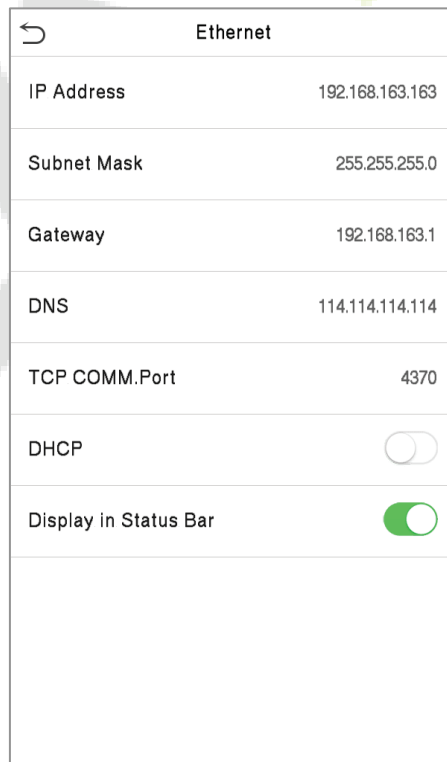 Ethernet
IP Address 192.168.163.163
Subnet Mask 255.255.255.0
Gateway 192.168.163.1
DNS 114.114.114.114
TCP COMM.Port 4370
DHCP
Display in Status Bar